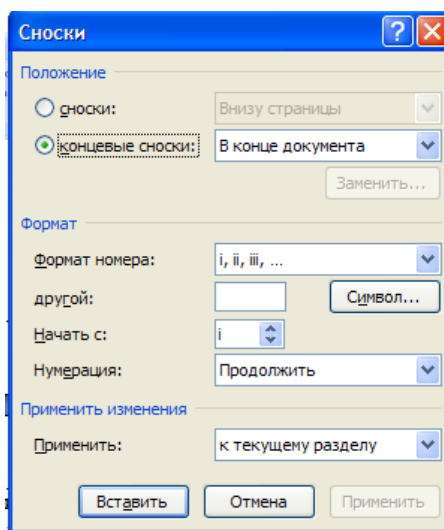 Сноски
Положение
сноски: Внизу страницы
концевые сноски: В конце документа
Заменить...
Формат
Формат номера: i, ii, iii, ...
другой: Символ...
Начать с: i
Нумерация: Продолжить
Применить изменения
Применить: к текущему разделу
Вставить Отмена Применить